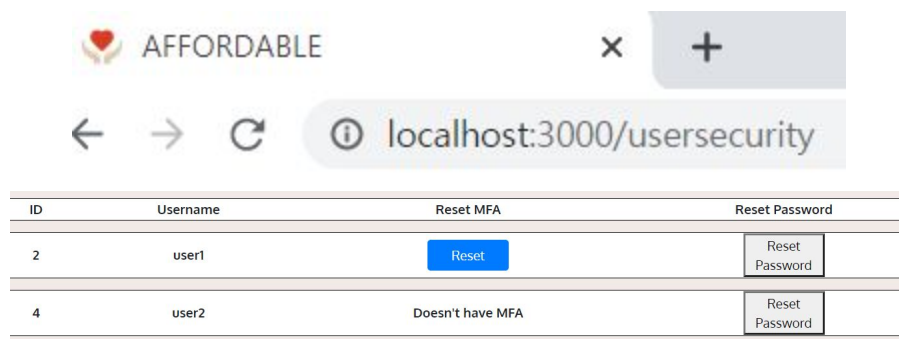 AFFORDABLE
localhost:3000/usersecurity
ID Username Reset MFA Reset Password
2 user1 Reset Reset
Password
4 user2 Doesn't have MFA Reset
Password